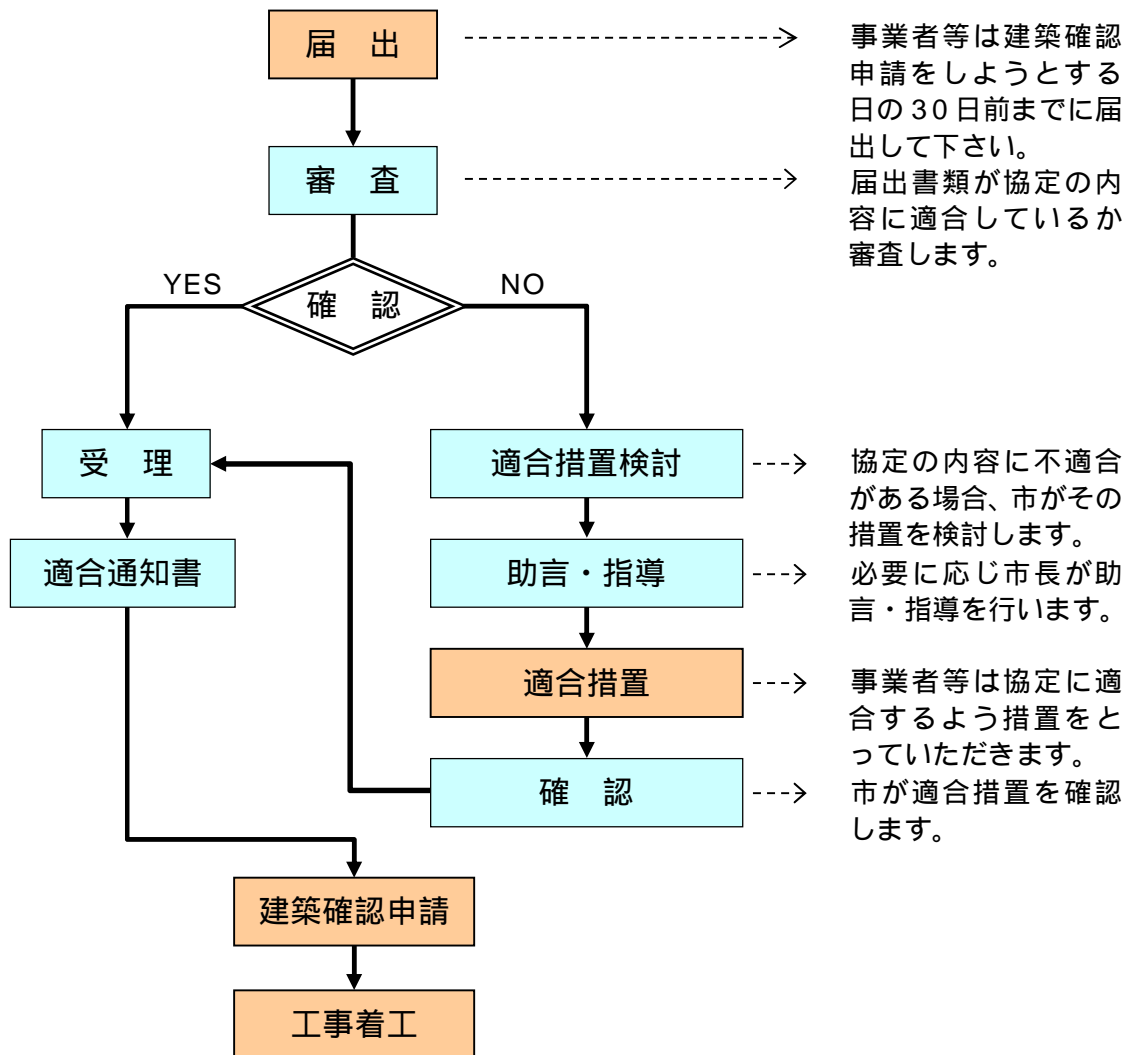 届 出
事業者等は建築確認
申請をしようとする
日の30日前までに届
出して下さい。
審 査
届出書類が協定の内
容に適合しているか
審査します。
YES
確 認
NO
受 理
適合措置検討
協定の内容に不適合
がある場合、市がその
措置を検討します。
適合通知書
助言・指導
必要に応じ市長が助
言・指導を行います。
適合措置
事業者等は協定に適
合するよう措置をと
っていただきます。
確 認
市が適合措置を確認
します。
建築確認申請
工事着工